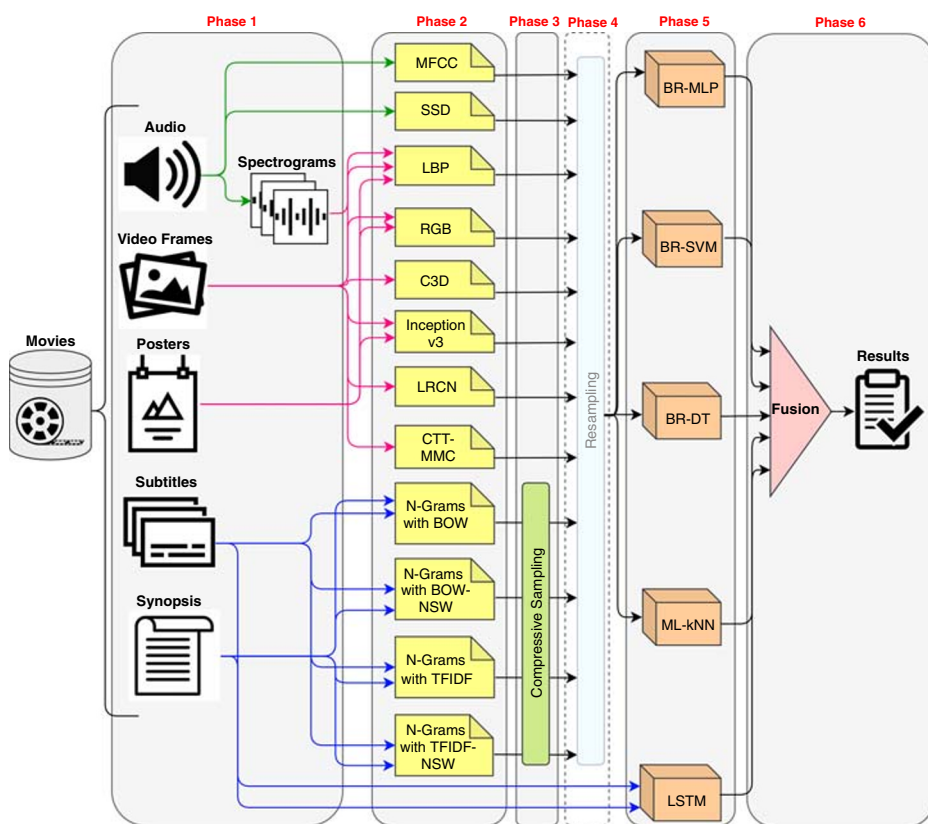 Phase 1
Phase 2
Phase 3
Phase 4
Phase 5
Phase 6
Movies
Audio
Spectrograms
Video Frames
Posters
Subtitles
Synopsis
MFCC
SSD
LBP
RGB
C3D
Inception
v3
LRCN
CTT-
MMC
N-Grams
with BOW
N-Grams
with BOW-
NSW
N-Grams
with TFIDF
N-Grams
with TFIDF-
NSW
Compressive Sampling
Resampling
BR-MLP
BR-SVM
BR-DT
ML-kNN
LSTM
Fusion
Results